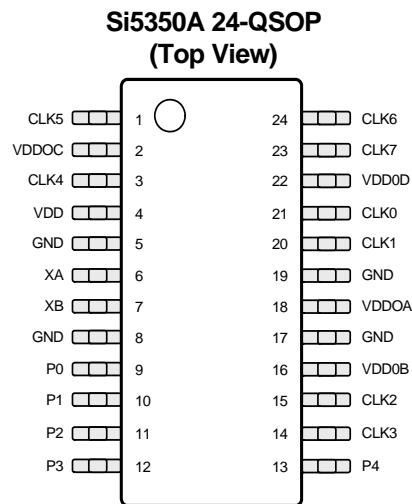 Si5350A 24-QSOP
(Top View)
CLK5 1 24 CLK6
VDDOC 2 23 CLK7
CLK4 3 22 VDD0D
VDD 4 21 CLK0
GND 5 20 CLK1
XA 6 19 GND
XB 7 18 VDDOA
GND 8 17 GND
P0 9 16 VDD0B
P1 10 15 CLK2
P2 11 14 CLK3
P3 12 13 P4